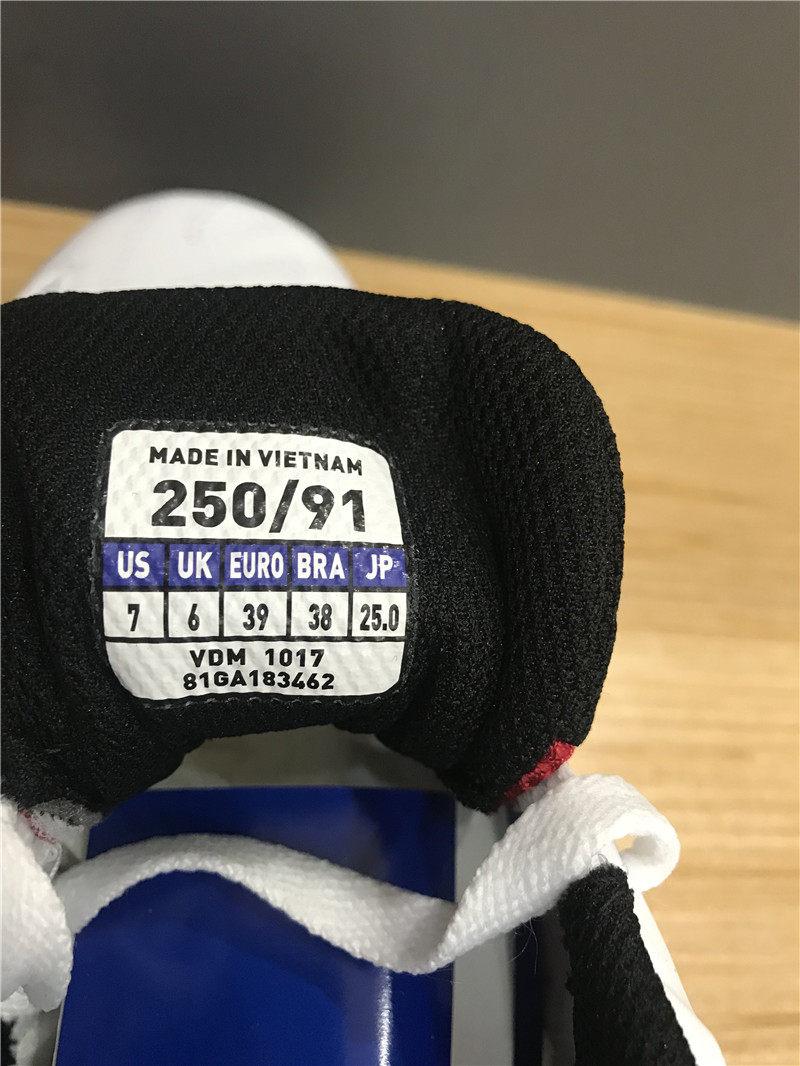 MADE IN VIETNAM
250/91
US UK EURO BRA JP
7 6 39 38 25.0
VDM 1017
81GA183462